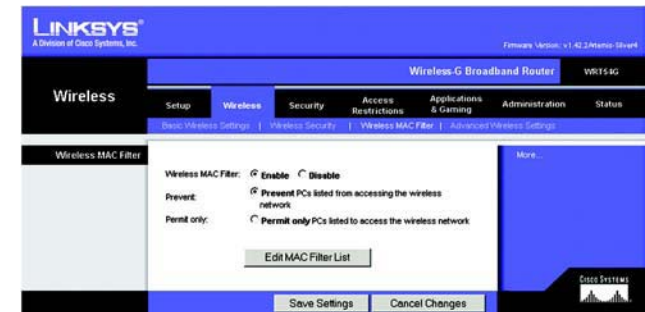 LINKSYS®
A Division of Cisco Systems, Inc.
Firmware Version: v1.42.2
Wireless-G Broadband Router WRT54G
Wireless
Setup Wireless Security Access Restrictions Applications & Gaming Administration Status
Basic Wireless Settings | Wireless Security | Wireless MAC Filter | Advanced Wireless Settings
Wireless MAC Filter
More...
Wireless MAC Filter: Enable Disable
Prevent: Prevent PCs listed from accessing the wireless
network
Permit only: Permit only PCs listed to access the wireless network
Edit MAC Filter List
Save Settings Cancel Changes
CISCO SYSTEMS